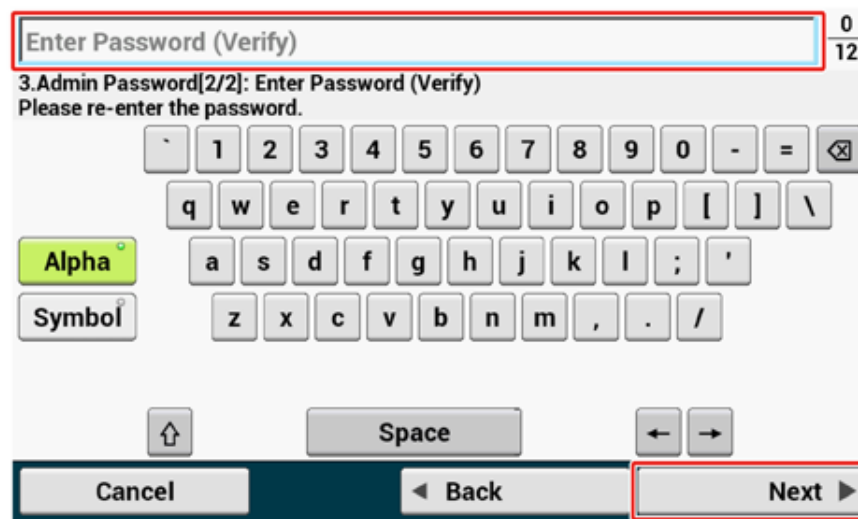 Enter Password (Verify)
0
12
3.Admin Password[2/2]: Enter Password (Verify)
Please re-enter the password.
` 1 2 3 4 5 6 7 8 9 0 - =
q w e r t y u i o p [ ] \
Alpha a s d f g h j k l ; '
Symbol z x c v b n m , . /
Space ← →
Cancel ◀ Back Next ▶